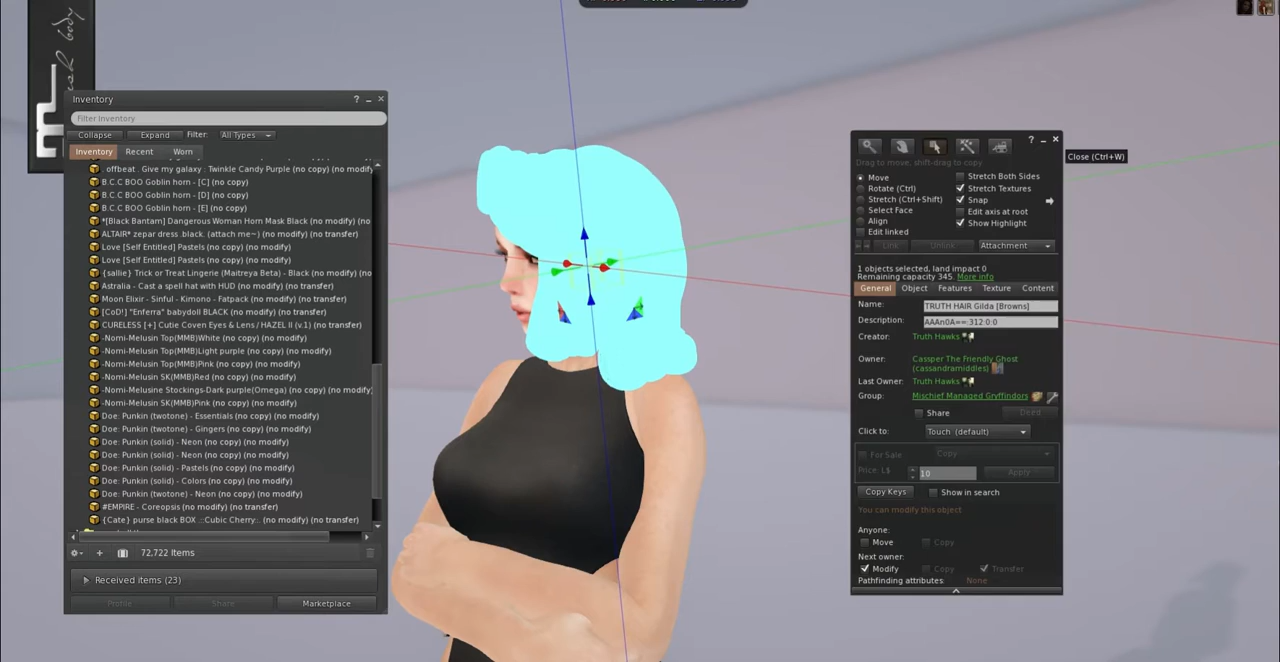 mesh body
Inventory
? _ ×
Filter Inventory
Collapse Expand Filter: All Types
Inventory Recent Worn
. offbeat . Give my galaxy : Twinkle Candy Purple (no copy) (no modify
B.C.C BOO Goblin horn - [C] (no copy)
B.C.C BOO Goblin horn - [D] (no copy)
B.C.C BOO Goblin horn - [E] (no copy)
*[Black Bantam] Dangerous Woman Horn Mask Black (no modify) (no
ALTAIR* zepar dress .black. (attach me~) (no modify) (no transfer)
Love [Self Entitled] Pastels (no copy) (no modify)
Love [Self Entitled] Pastels (no copy) (no modify)
{sallie} Trick or Treat Lingerie (Maitreya Beta) - Black (no modify) (no
Astralia - Cast a spell hat with HUD (no modify) (no transfer)
Moon Elixir - Sinful - Kimono - Fatpack (no modify) (no transfer)
[CoD!] "Enfera" babydoll BLACK (no modify) (no transfer)
CURELESS [+] Cutie Coven Eyes & Lens / HAZEL II (v.1) (no transfer)
-Nomi-Melusin Top(MMB)White (no copy) (no modify)
-Nomi-Melusin Top(MMB)Light purple (no copy) (no modify)
-Nomi-Melusin Top(MMB)Pink (no copy) (no modify)
-Nomi-Melusin SK(MMB)Red (no copy) (no modify)
-Nomi-Melusine Stockings-Dark purple(Omega) (no copy) (no modify)
-Nomi-Melusin SK(MMB)Pink (no copy) (no modify)
Doe: Punkin (twotone) - Essentials (no copy) (no modify)
Doe: Punkin (twotone) - Gingers (no copy) (no modify)
Doe: Punkin (solid) - Neon (no copy) (no modify)
Doe: Punkin (solid) - Neon (no copy) (no modify)
Doe: Punkin (solid) - Pastels (no copy) (no modify)
Doe: Punkin (solid) - Colors (no copy) (no modify)
Doe: Punkin (twotone) - Neon (no copy) (no modify)
#EMPIRE - Coreopsis (no modify) (no transfer)
{Cate} purse black BOX .::Cubic Cherry:. (no modify) (no transfer)
72,722 Items
Received items (23)
Profile Share Marketplace
? _ ×
Close (Ctrl+W)
Drag to move, shift-drag to copy
Move
Rotate (Ctrl)
Stretch (Ctrl+Shift)
Select Face
Align
Edit linked
Stretch Both Sides
Stretch Textures
Snap
Edit axis at root
Show Highlight
Link Unlink Attachment
1 objects selected, land impact 0
Remaining capacity 345. More info
General Object Features Texture Content
Name: TRUTH HAIR Gilda [Browns]
Description: AAAn0A==:312:0:0
Creator: Truth Hawks
Owner: Cassper The Friendly Ghost
(cassandramiddles)
Last Owner: Truth Hawks
Group: Mischief Managed Gryffindors
Share Deed
Click to: Touch (default)
For Sale Copy
Price: L$ 10 Apply
Copy Keys Show in search
You can modify this object
Anyone:
Move Copy
Next owner:
Modify Copy Transfer
Pathfinding attributes: None